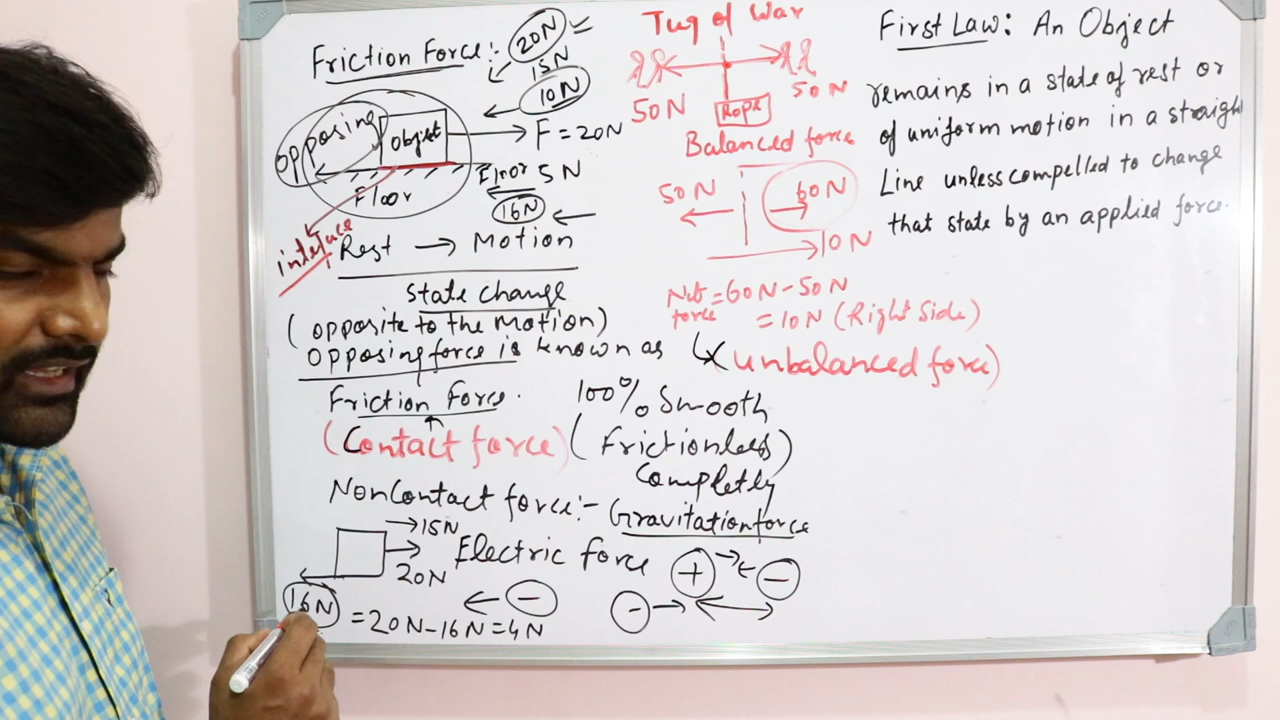 Friction Force:-
20N
15N
10N
opposing
Object
F = 20N
Floor 5N
Floor
16N
interface
Rest → Motion
State Change
(opposite to the Motion)
Opposing force is known as
Friction Force.
(Contact force)
100% Smooth
(Frictionless)
Completly
Noncontact force:- Gravitation force
15N
20N
Electric force
+ -
- -
16N = 20N-16N = 4N
Tug of War
50N 50N
Rope
Balanced force
50N 60N
10N
Net force = 60N - 50N
= 10N (Right Side)
(unbalanced force)
First Law: An Object
remains in a state of rest or
of uniform motion in a straight
Line unless compelled to change
that state by an applied force.